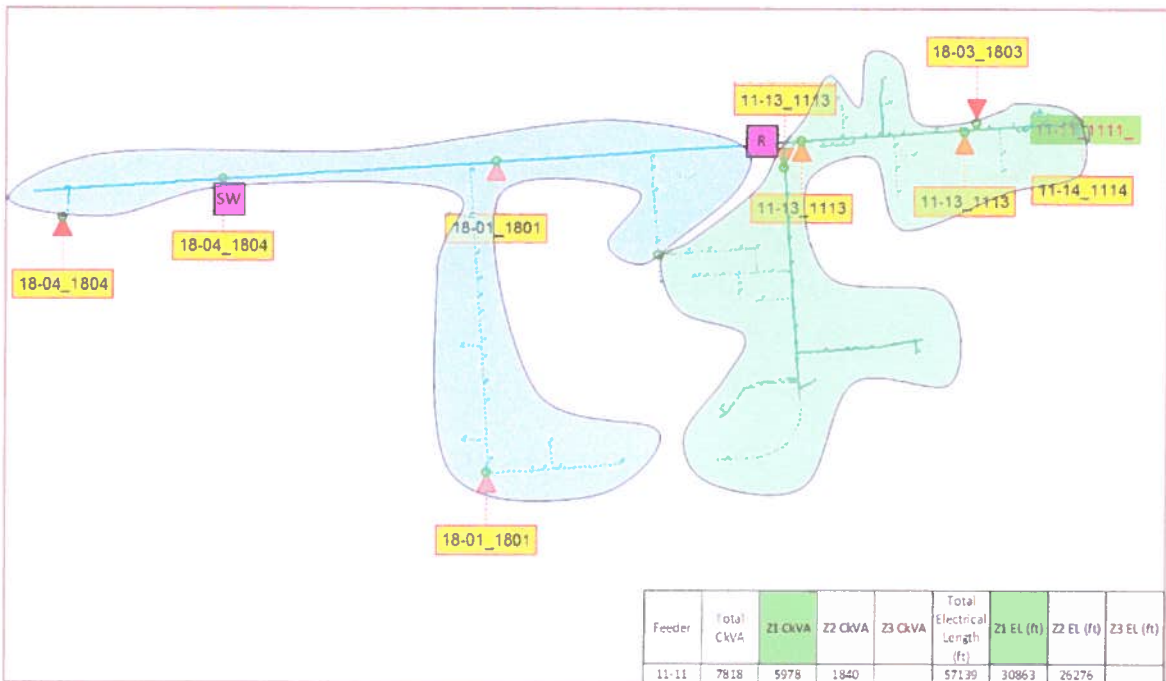 18-03_1803
11-13_1113
R
11-11_1111_
SW
11-13_1113
11-13_1113
11-14_1114
18-04_1804
18-01_1801
18-04_1804
18-01_1801
Feeder Total CkVA Z1 CkVA Z2 CkVA Z3 CkVA Total Electrical Length (ft) Z1 EL (ft) Z2 EL (ft) Z3 EL (ft)
11-11 7818 5978 1840 57139 30863 26276